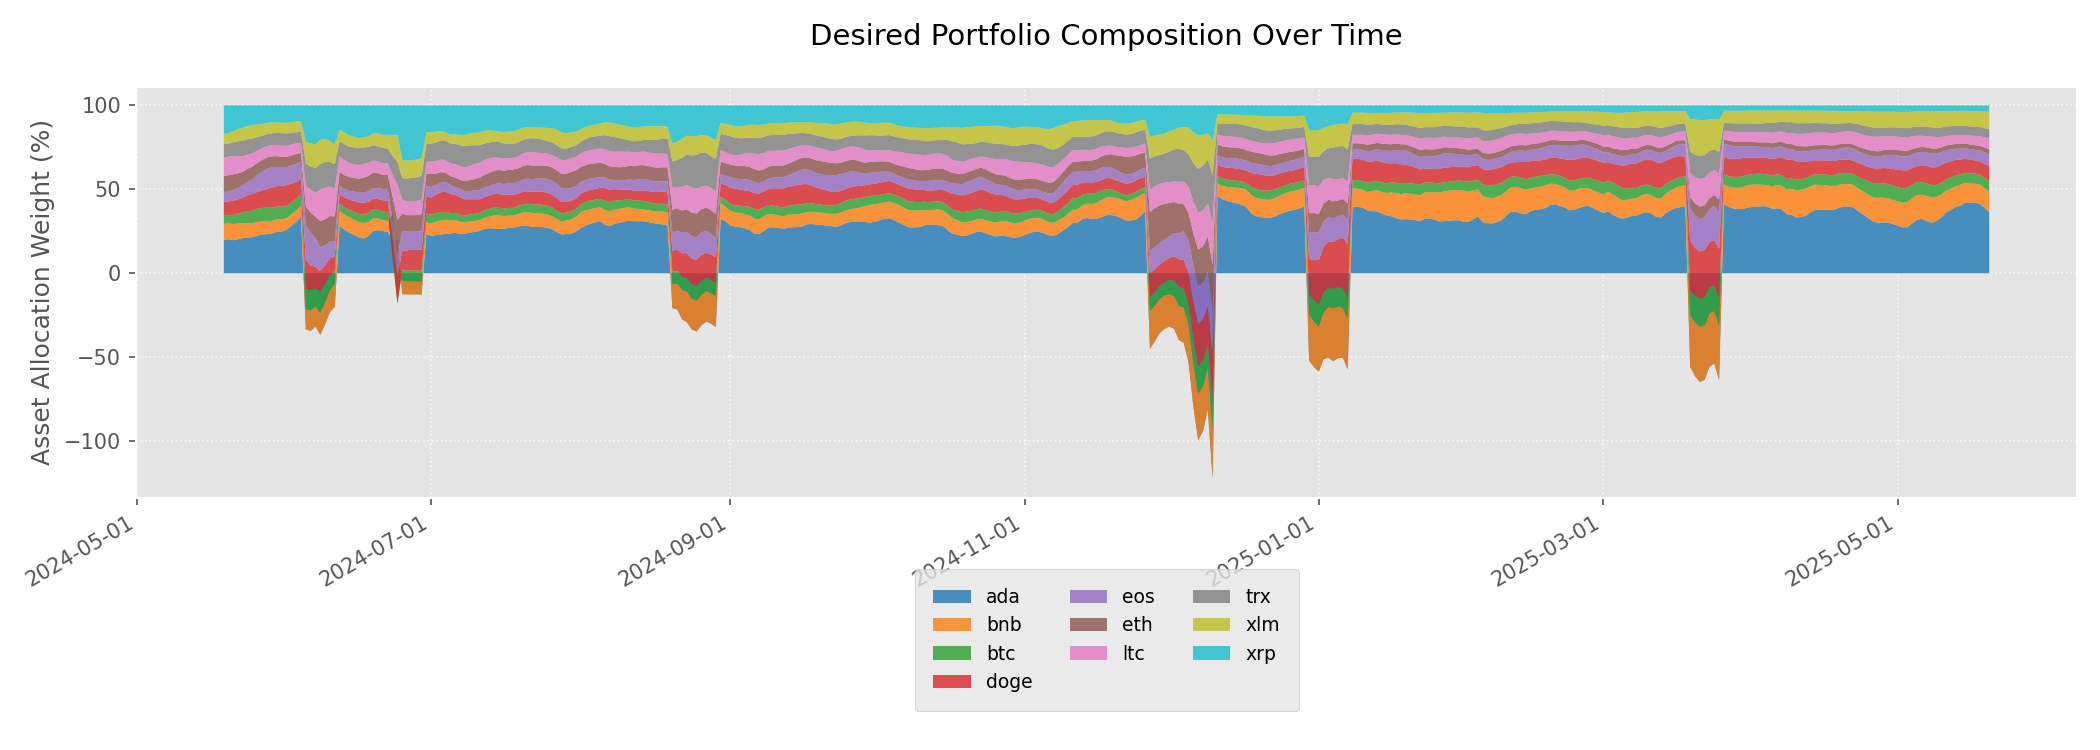 Desired Portfolio Composition Over Time
Asset Allocation Weight (%)
100
50
0
−50
−100
2024-05-01
2024-07-01
2024-09-01
2024-11-01
2025-01-01
2025-03-01
2025-05-01
ada
bnb
btc
doge
eos
eth
ltc
trx
xlm
xrp